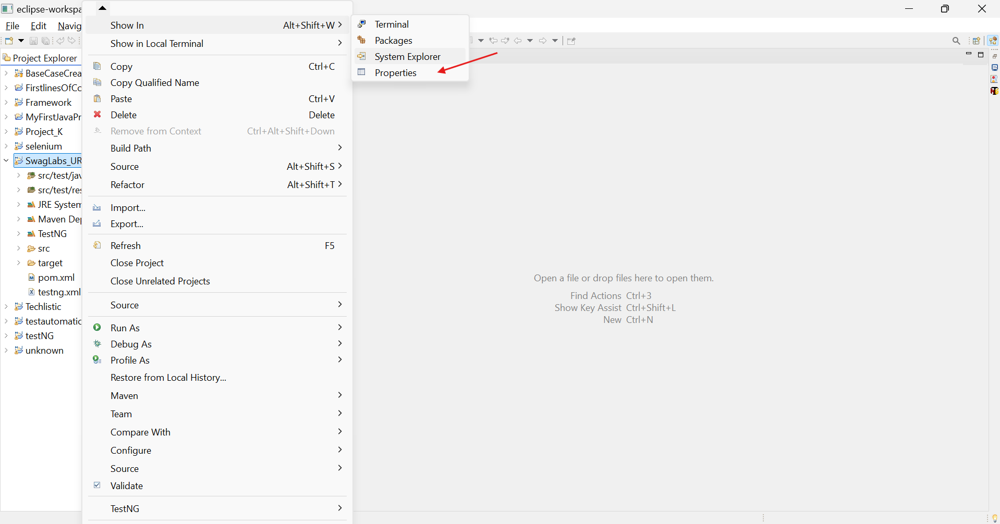 eclipse-workspa
File Edit Navig
Project Explorer
BaseCaseCrea
FirstlinesOfCo
Framework
MyFirstJavaPr
Project_K
selenium
SwagLabs_UR
src/test/jav
src/test/res
JRE System
Maven Dep
TestNG
src
target
pom.xml
testng.xml
Techlistic
testautomatic
testNG
unknown
Show In Alt+Shift+W
Show in Local Terminal
Copy Ctrl+C
Copy Qualified Name
Paste Ctrl+V
Delete Delete
Remove from Context Ctrl+Alt+Shift+Down
Build Path
Source Alt+Shift+S
Refactor Alt+Shift+T
Import...
Export...
Refresh F5
Close Project
Close Unrelated Projects
Source
Run As
Debug As
Profile As
Restore from Local History...
Maven
Team
Compare With
Configure
Source
Validate
TestNG
Terminal
Packages
System Explorer
Properties
Open a file or drop files here to open them.
Find Actions Ctrl+3
Show Key Assist Ctrl+Shift+L
New Ctrl+N